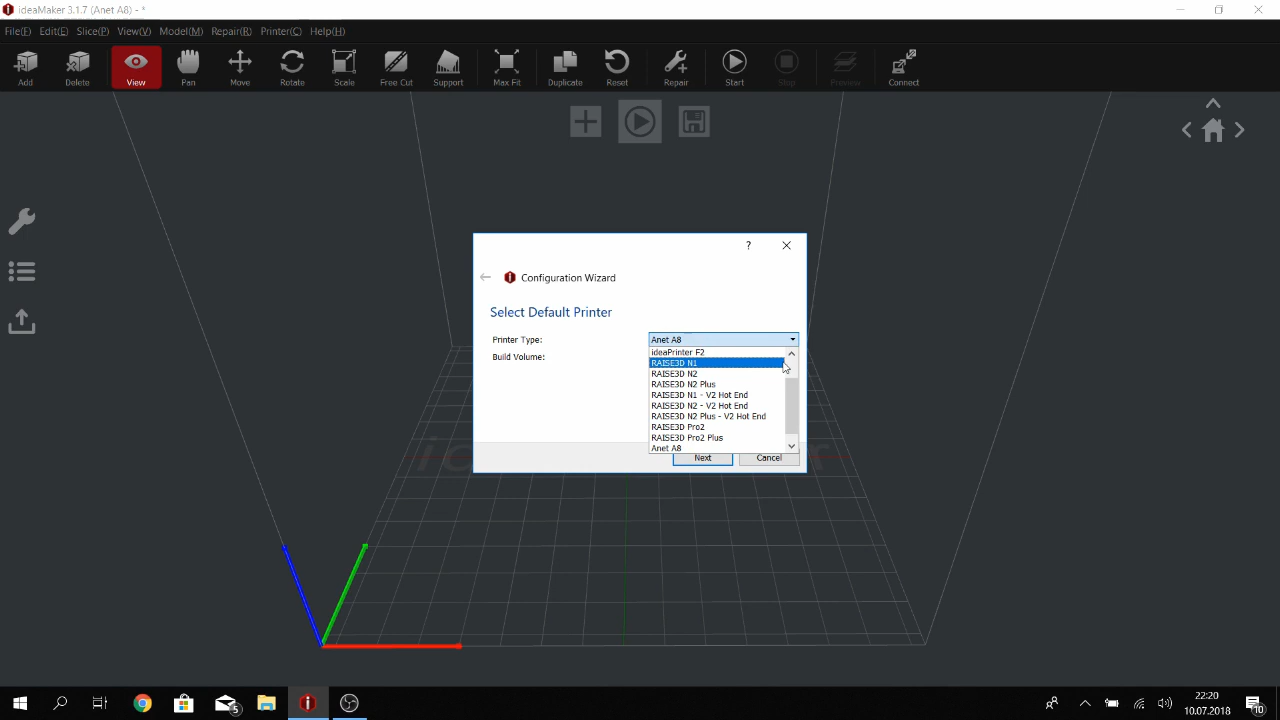 ideaMaker 3.1.7 (Anet A8) - *
File(F) Edit(E) Slice(P) View(V) Model(M) Repair(R) Printer(C) Help(H)
Add Delete View Pan Move Rotate Scale Free Cut Support Max Fit Duplicate Reset Repair Start Stop Preview Connect
?
Configuration Wizard
Select Default Printer
Printer Type: Anet A8
Build Volume:
ideaPrinter F2
RAISE3D N1
RAISE3D N2
RAISE3D N2 Plus
RAISE3D N1 - V2 Hot End
RAISE3D N2 - V2 Hot End
RAISE3D N2 Plus - V2 Hot End
RAISE3D Pro2
RAISE3D Pro2 Plus
Anet A8
Next Cancel
5
22:20
10.07.2018
10